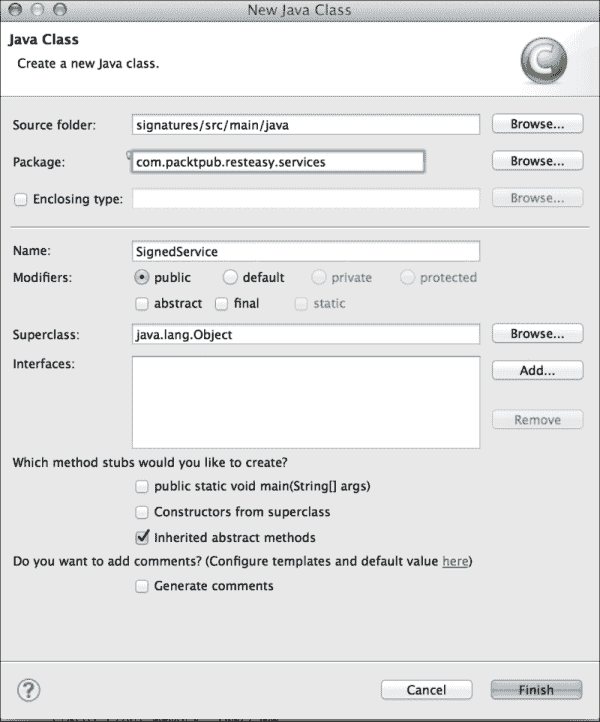 New Java Class
Java Class
Create a new Java class.
Source folder: signatures/src/main/java Browse...
Package: com.packtpub.resteasy.services Browse...
Enclosing type: Browse...
Name: SignedService
Modifiers: public default private protected
abstract final static
Superclass: java.lang.Object Browse...
Interfaces: Add...
Remove
Which method stubs would you like to create?
public static void main(String[] args)
Constructors from superclass
Inherited abstract methods
Do you want to add comments? (Configure templates and default value here)
Generate comments
? Cancel Finish